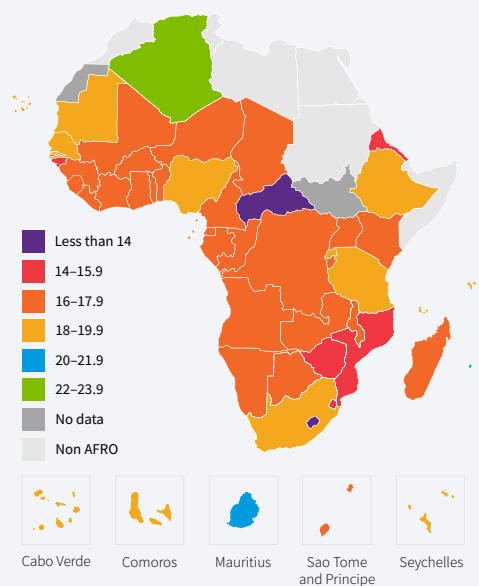 Less than 14
14–15.9
16–17.9
18–19.9
20–21.9
22–23.9
No data
Non AFRO
Cabo Verde
Comoros
Mauritius
Sao Tome
and Principe
Seychelles